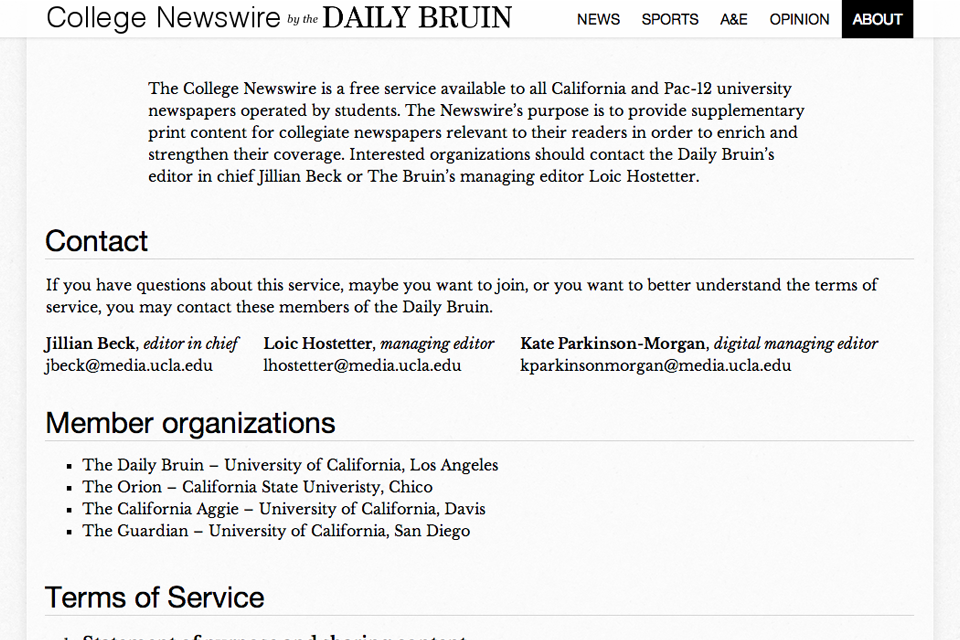 College Newswire by the DAILY BRUIN NEWS SPORTS A&E OPINION ABOUT
The College Newswire is a free service available to all California and Pac-12 university
newspapers operated by students. The Newswire's purpose is to provide supplementary
print content for collegiate newspapers relevant to their readers in order to enrich and
strengthen their coverage. Interested organizations should contact the Daily Bruin's
editor in chief Jillian Beck or The Bruin's managing editor Loic Hostetter.
Contact
If you have questions about this service, maybe you want to join, or you want to better understand the terms of
service, you may contact these members of the Daily Bruin.
Jillian Beck, editor in chief Loic Hostetter, managing editor Kate Parkinson-Morgan, digital managing editor
jbeck@media.ucla.edu lhostetter@media.ucla.edu kparkinsonmorgan@media.ucla.edu
Member organizations
▪ The Daily Bruin – University of California, Los Angeles
▪ The Orion – California State Univeristy, Chico
▪ The California Aggie – University of California, Davis
▪ The Guardian – University of California, San Diego
Terms of Service
Statement of purpose and sharing content